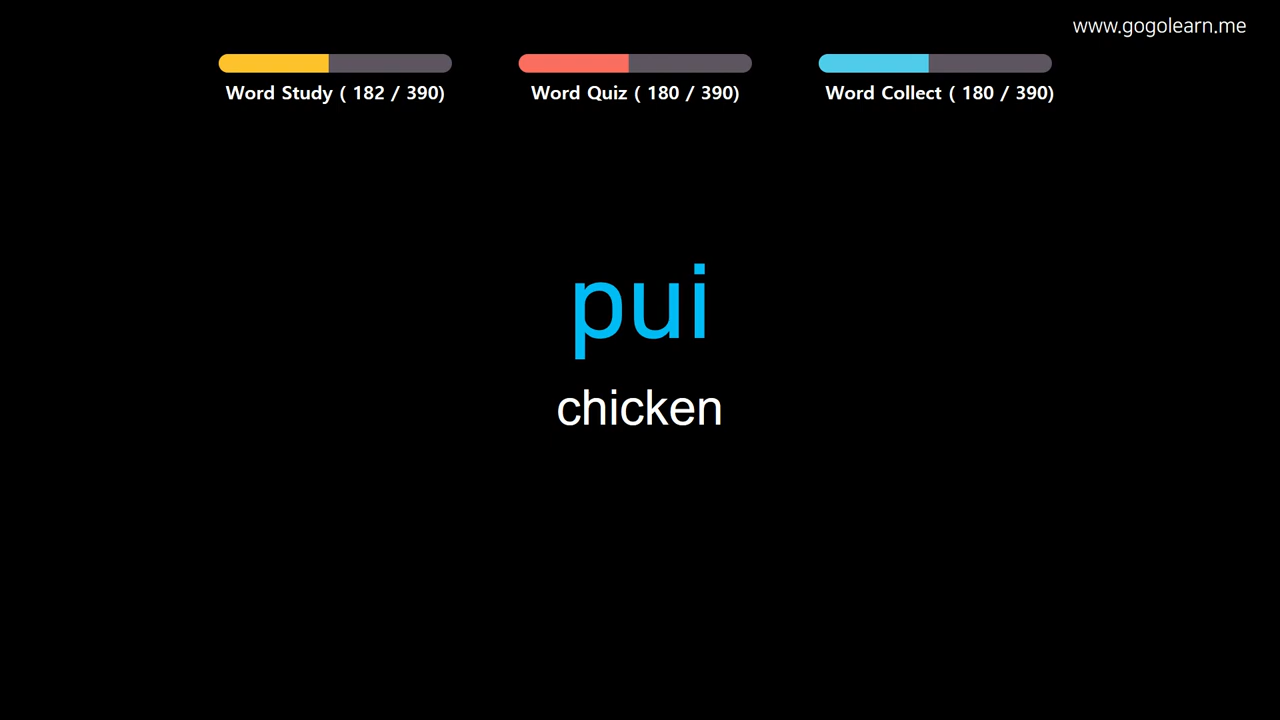 www.gogolearn.me
Word Study ( 182 / 390)
Word Quiz ( 180 / 390)
Word Collect ( 180 / 390)
pui
chicken